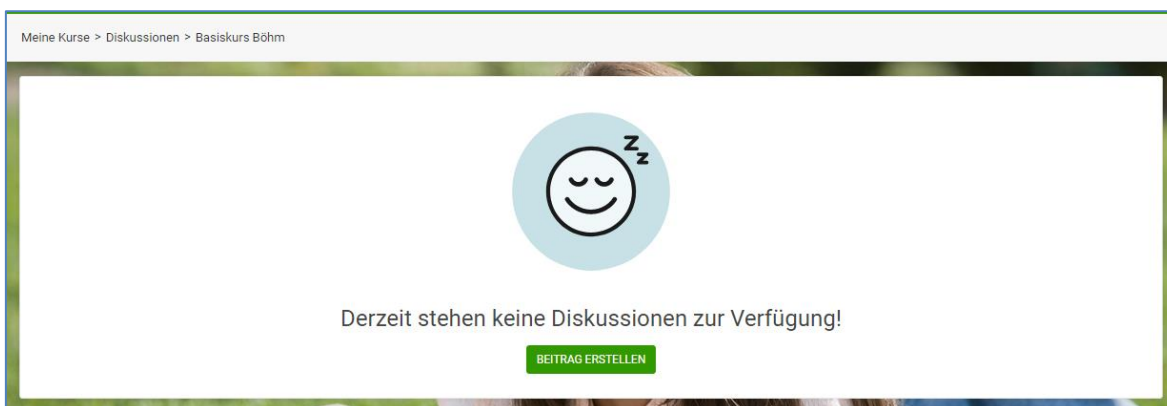 Meine Kurse > Diskussionen > Basiskurs Böhm
z
z
Derzeit stehen keine Diskussionen zur Verfügung!
BEITRAG ERSTELLEN